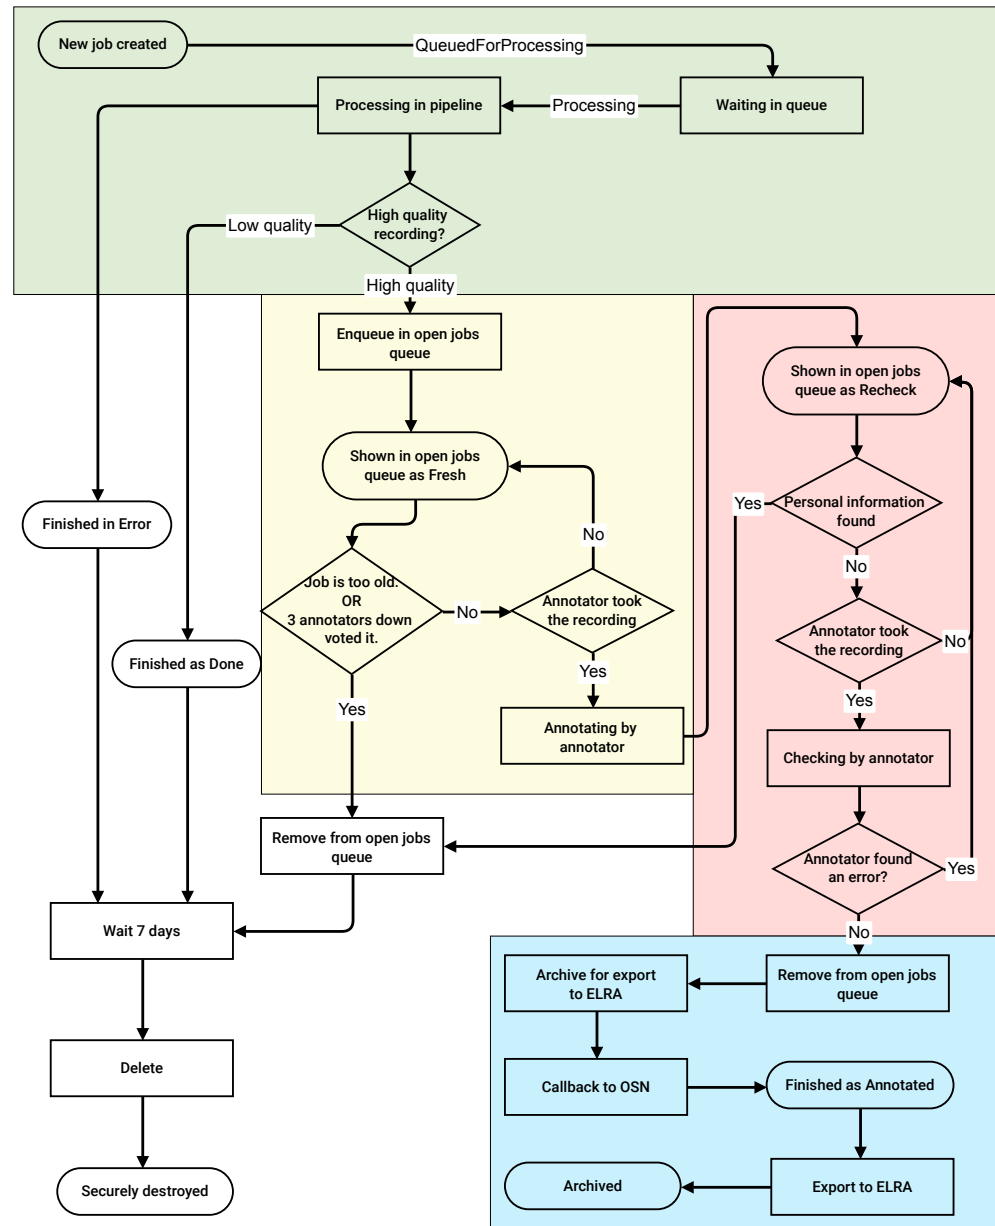 New job created
QueuedForProcessing
Processing in pipeline
Processing
Waiting in queue
High quality
recording?
Low quality
High quality
Enqueue in open jobs
queue
Shown in open jobs
queue as Recheck
Shown in open jobs
queue as Fresh
Personal information
found
Yes
Finished in Error
No
No
Job is too old.
OR
3 annotators down
voted it.
No
Annotator took
the recording
Annotator took
the recording
No
Finished as Done
Yes
Yes
Yes
Annotating by
annotator
Checking by annotator
Remove from open jobs
queue
Annotator found
an error?
Yes
Wait 7 days
No
Archive for export
to ELRA
Remove from open jobs
queue
Delete
Callback to OSN
Finished as Annotated
Securely destroyed
Archived
Export to ELRA